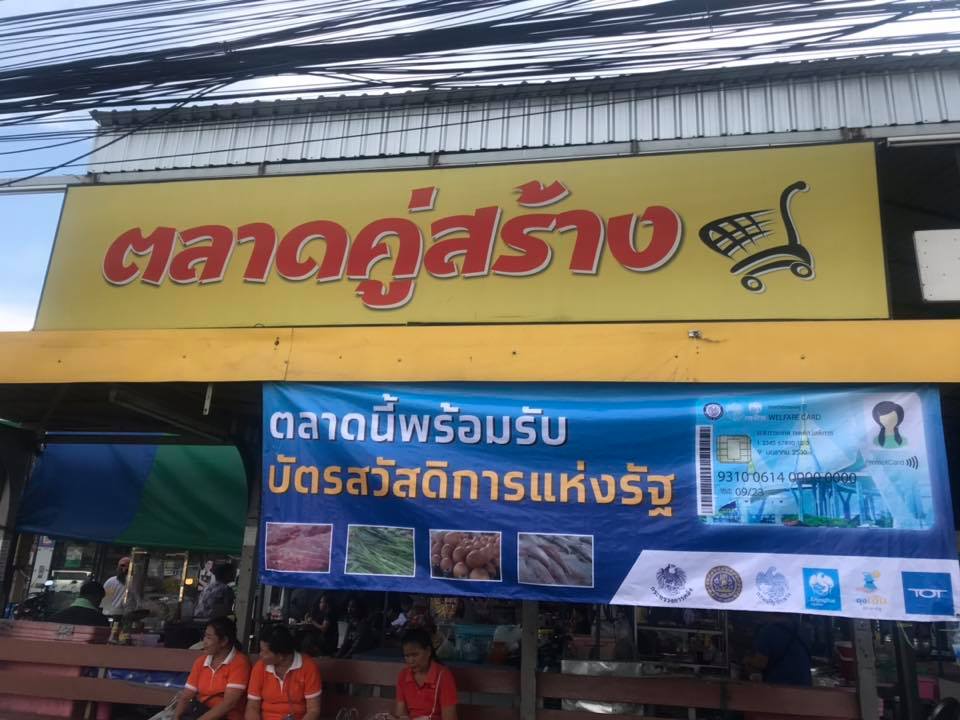 ตลาดคู่สร้าง
ตลาดนี้พร้อมรับ
บัตรสวัสดิการแห่งรัฐ
WELFARE CARD
9310 0614 0000 0000
09/23
TOT